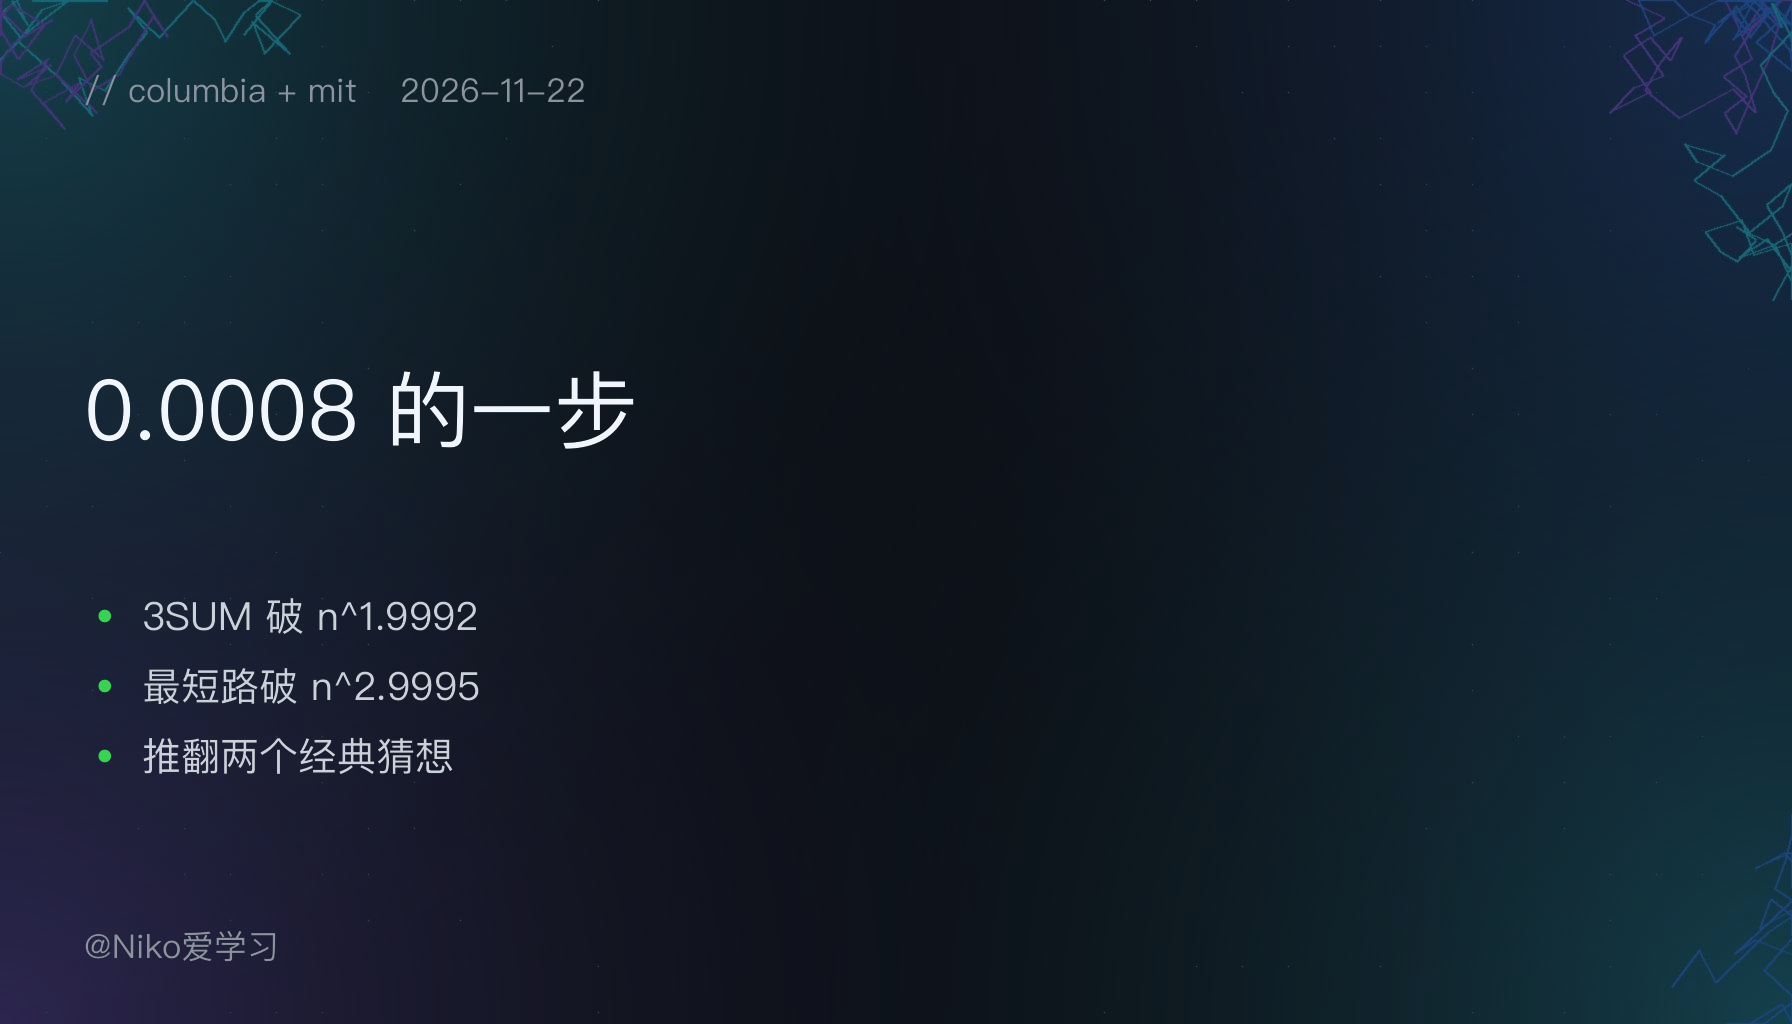 // columbia + mit 2026-11-22
0.0008 的一步
• 3SUM 破 n^1.9992
• 最短路破 n^2.9995
• 推翻两个经典猜想
@Niko爱学习